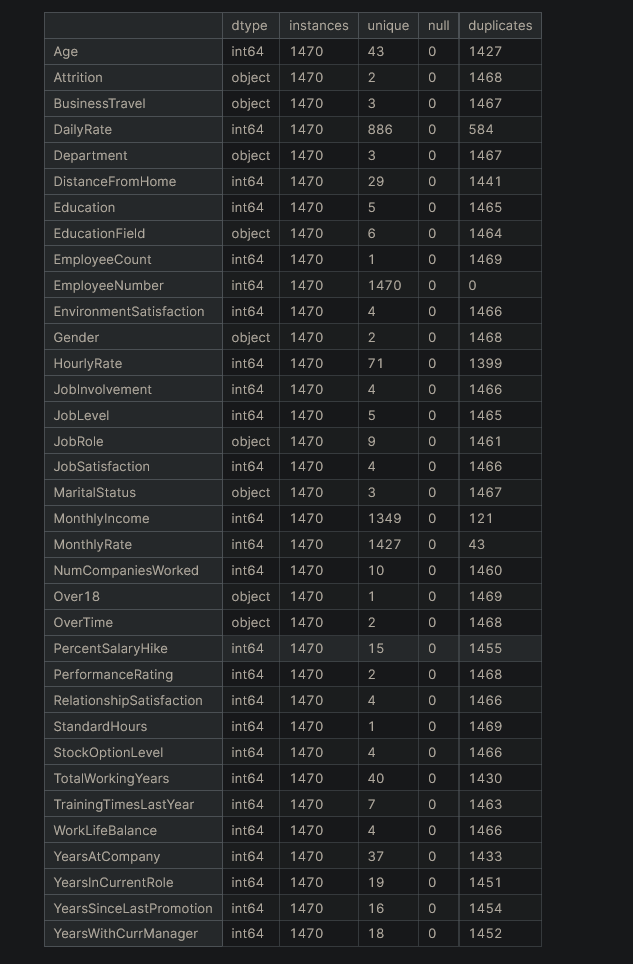 dtype instances unique null duplicates
Age int64 1470 43 0 1427
Attrition object 1470 2 0 1468
BusinessTravel object 1470 3 0 1467
DailyRate int64 1470 886 0 584
Department object 1470 3 0 1467
DistanceFromHome int64 1470 29 0 1441
Education int64 1470 5 0 1465
EducationField object 1470 6 0 1464
EmployeeCount int64 1470 1 0 1469
EmployeeNumber int64 1470 1470 0 0
EnvironmentSatisfaction int64 1470 4 0 1466
Gender object 1470 2 0 1468
HourlyRate int64 1470 71 0 1399
JobInvolvement int64 1470 4 0 1466
JobLevel int64 1470 5 0 1465
JobRole object 1470 9 0 1461
JobSatisfaction int64 1470 4 0 1466
MaritalStatus object 1470 3 0 1467
MonthlyIncome int64 1470 1349 0 121
MonthlyRate int64 1470 1427 0 43
NumCompaniesWorked int64 1470 10 0 1460
Over18 object 1470 1 0 1469
OverTime object 1470 2 0 1468
PercentSalaryHike int64 1470 15 0 1455
PerformanceRating int64 1470 2 0 1468
RelationshipSatisfaction int64 1470 4 0 1466
StandardHours int64 1470 1 0 1469
StockOptionLevel int64 1470 4 0 1466
TotalWorkingYears int64 1470 40 0 1430
TrainingTimesLastYear int64 1470 7 0 1463
WorkLifeBalance int64 1470 4 0 1466
YearsAtCompany int64 1470 37 0 1433
YearsInCurrentRole int64 1470 19 0 1451
YearsSinceLastPromotion int64 1470 16 0 1454
YearsWithCurrManager int64 1470 18 0 1452